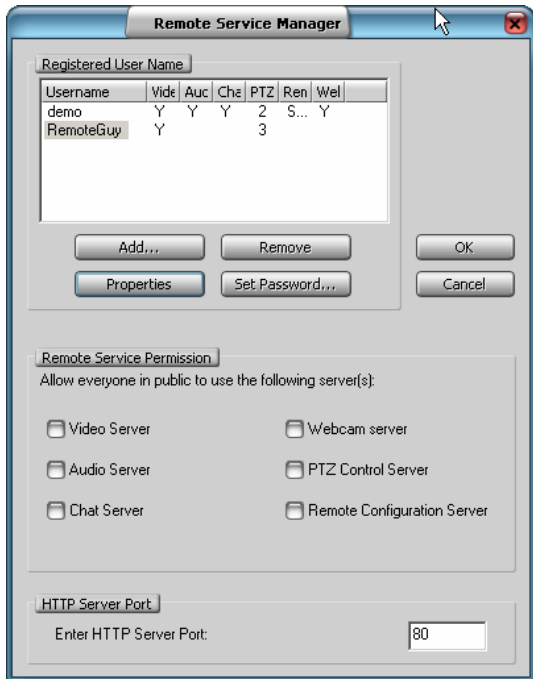 Remote Service Manager
Registered User Name
Username Vide Auc Cha PTZ Ren Wel
demo Y Y Y 2 S... Y
RemoteGuy Y 3
Add... Remove OK
Properties Set Password... Cancel
Remote Service Permission
Allow everyone in public to use the following server(s):
Video Server Webcam server
Audio Server PTZ Control Server
Chat Server Remote Configuration Server
HTTP Server Port
Enter HTTP Server Port: 80